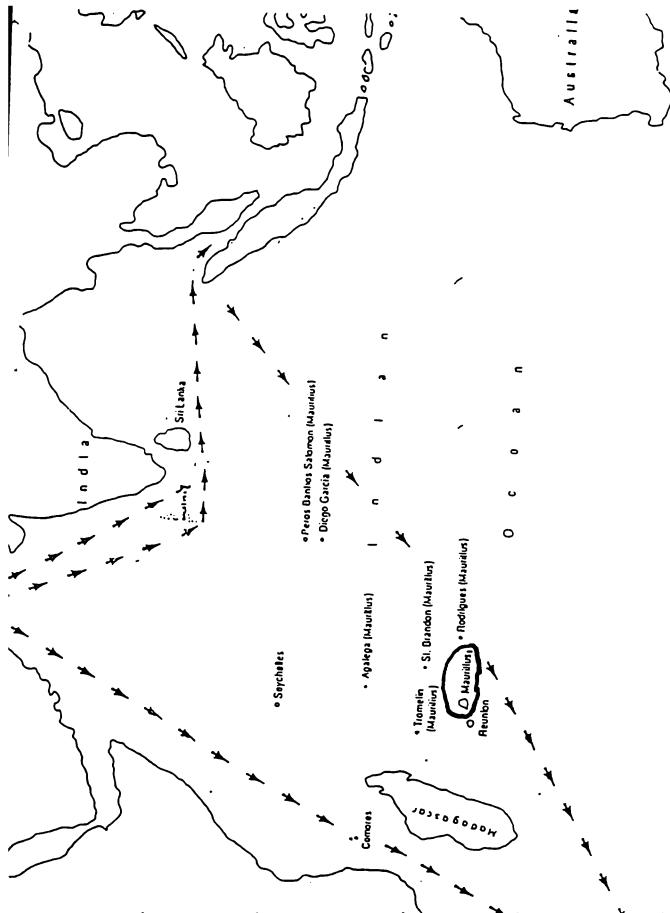 Australia
India
Sri Lanka
Peros Banhos Salomon (Mauritius)
Diego Garcia (Mauritius)
Indian
Ocean
Seychelles
Agalega (Mauritius)
St. Brandon (Mauritius)
Rodrigues (Mauritius)
Tromelin
(Mauritius)
Mauritius
Reunion
Comores
Madagascar